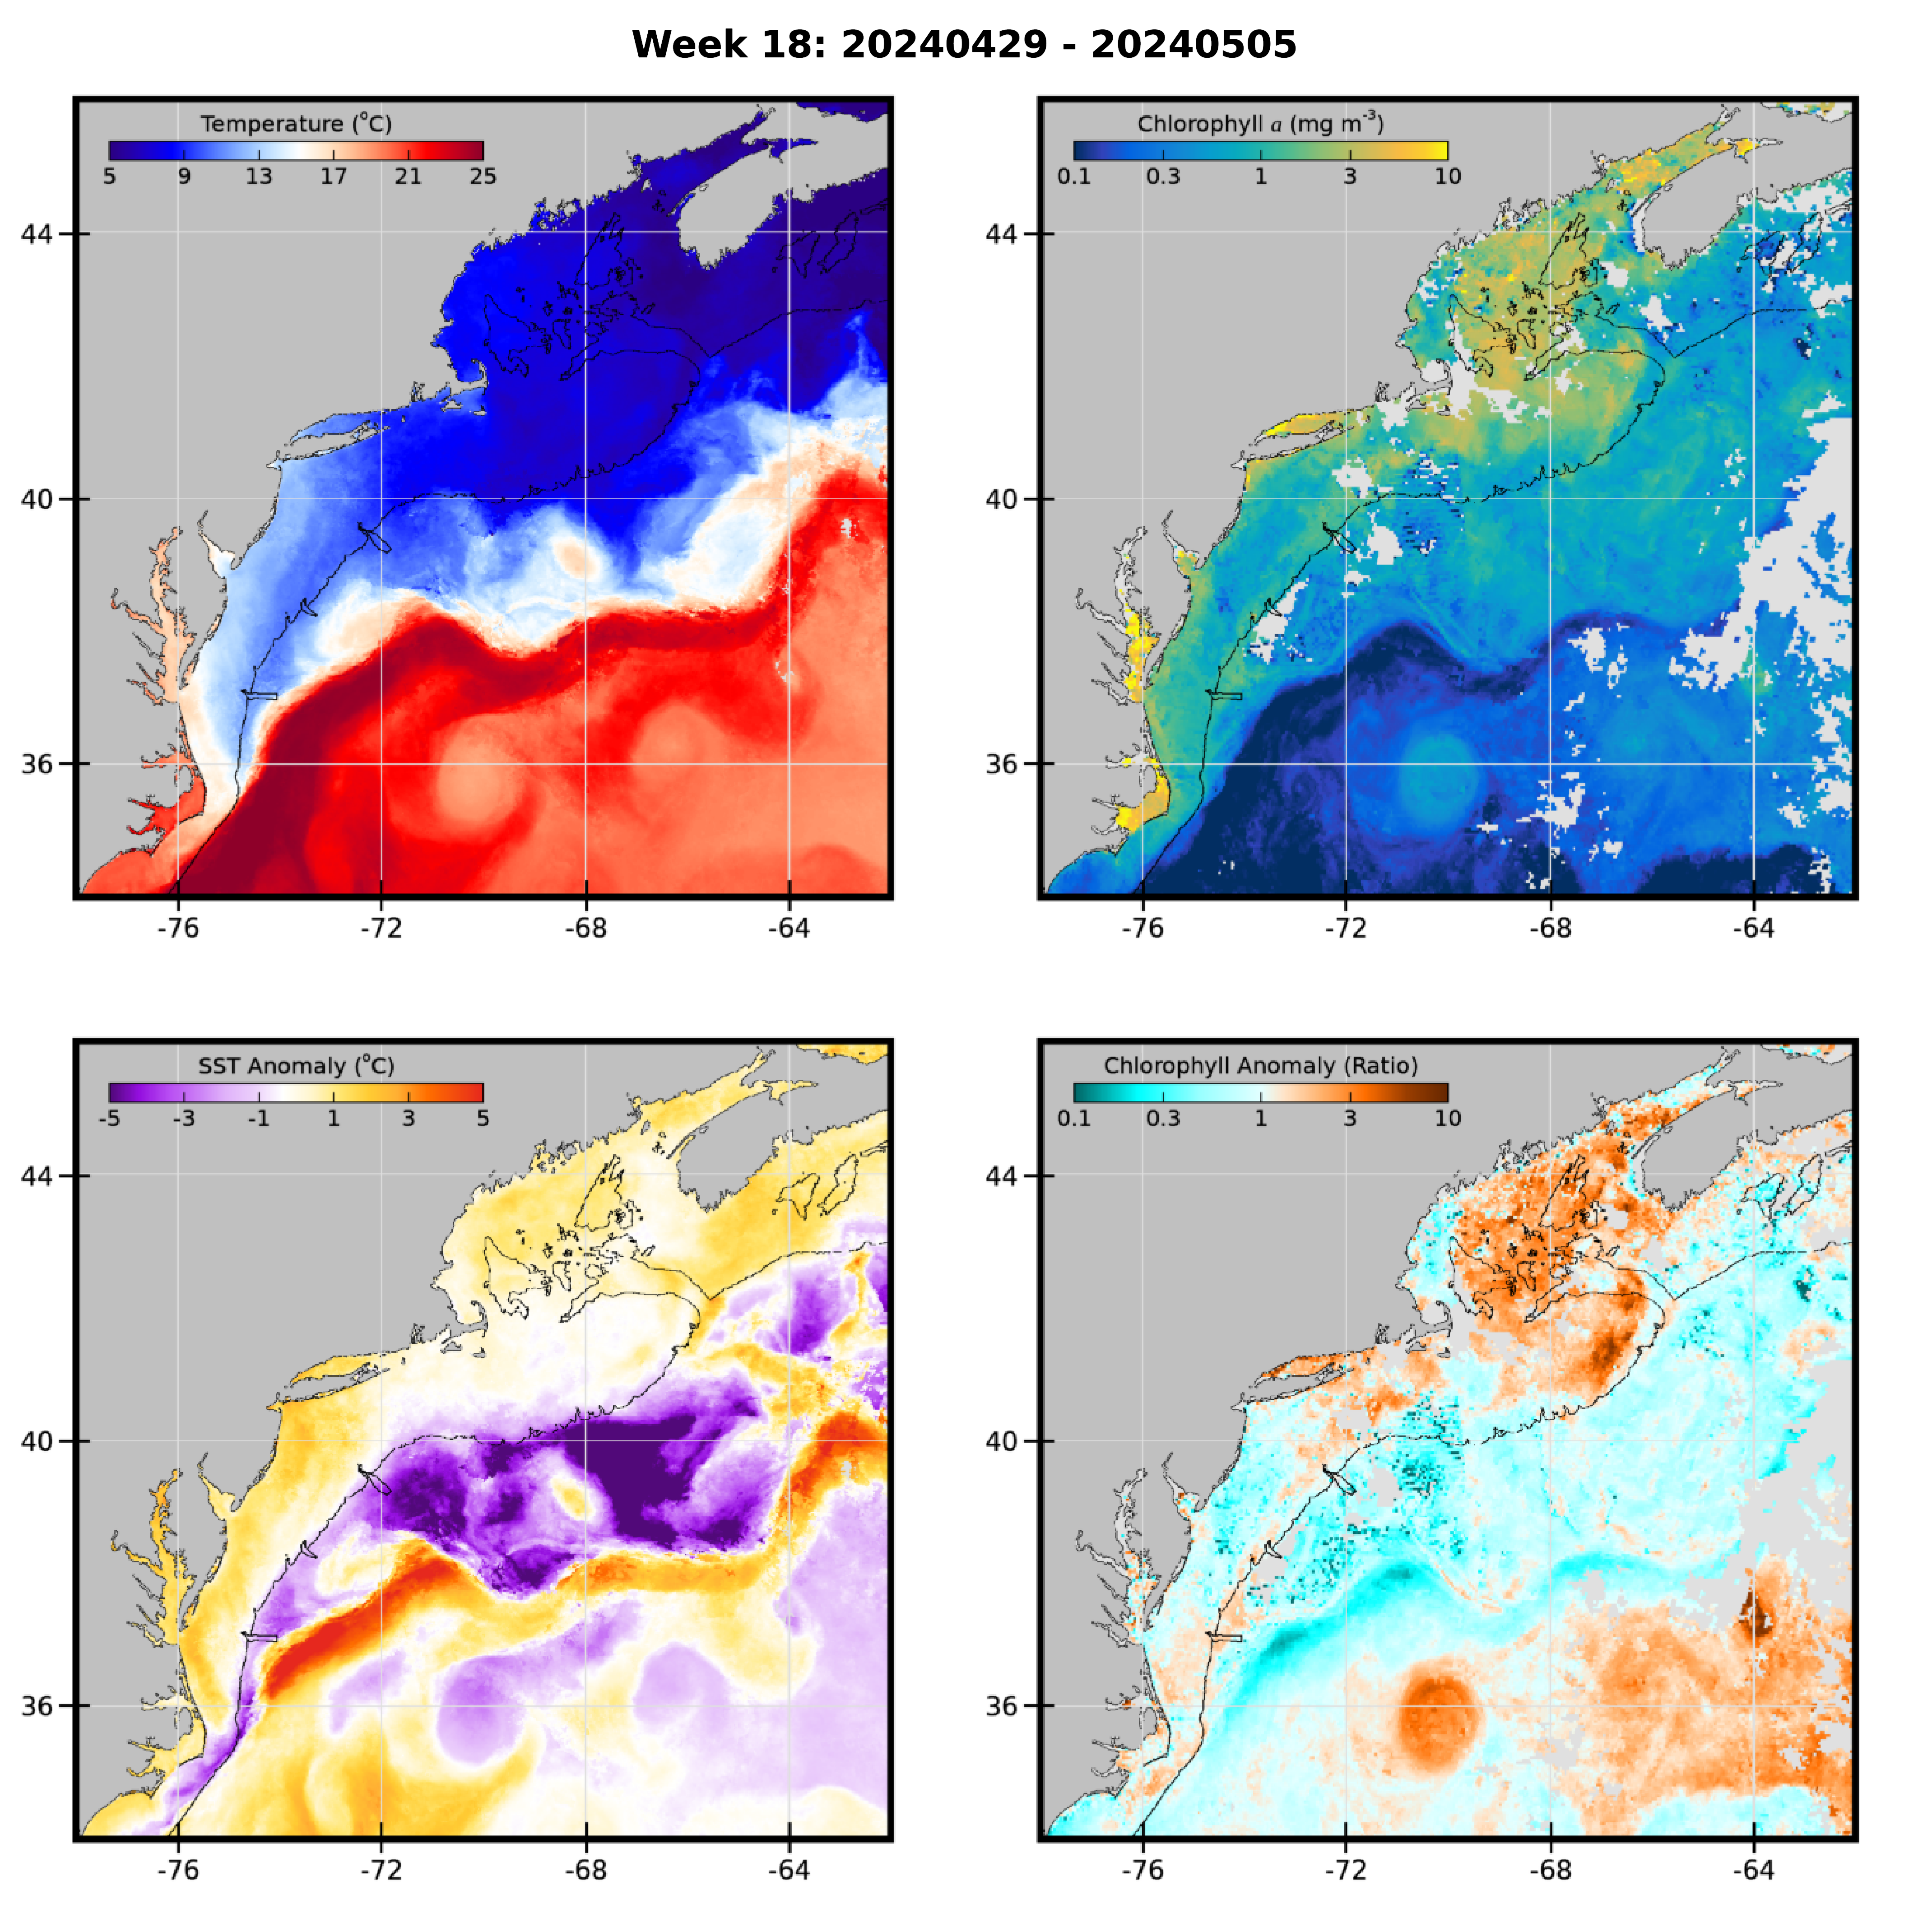 Week 18: 20240429 - 20240505
Temperature (°C)
5 9 13 17 21 25
44
40
36
-76 -72 -68 -64
Chlorophyll a (mg m⁻³)
0.1 0.3 1 3 10
44
40
36
-76 -72 -68 -64
SST Anomaly (°C)
-5 -3 -1 1 3 5
44
40
36
-76 -72 -68 -64
Chlorophyll Anomaly (Ratio)
0.1 0.3 1 3 10
44
40
36
-76 -72 -68 -64